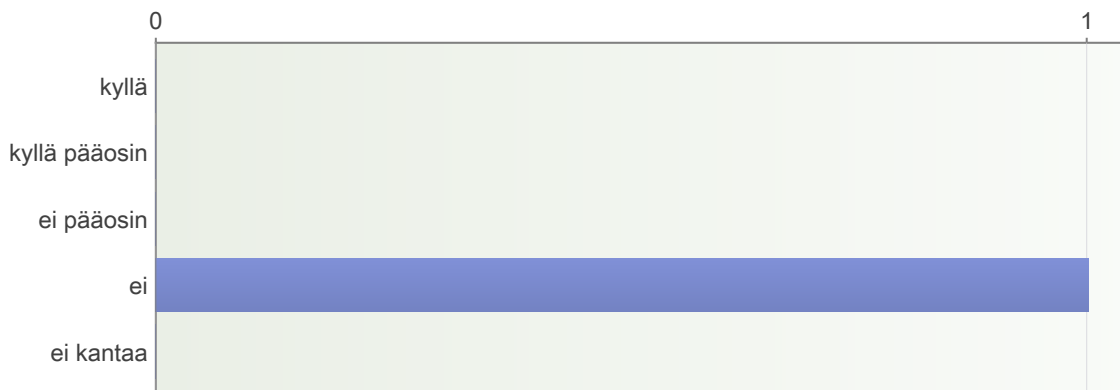 0 1
kyllä
kyllä pääosin
ei pääosin
ei
ei kantaa